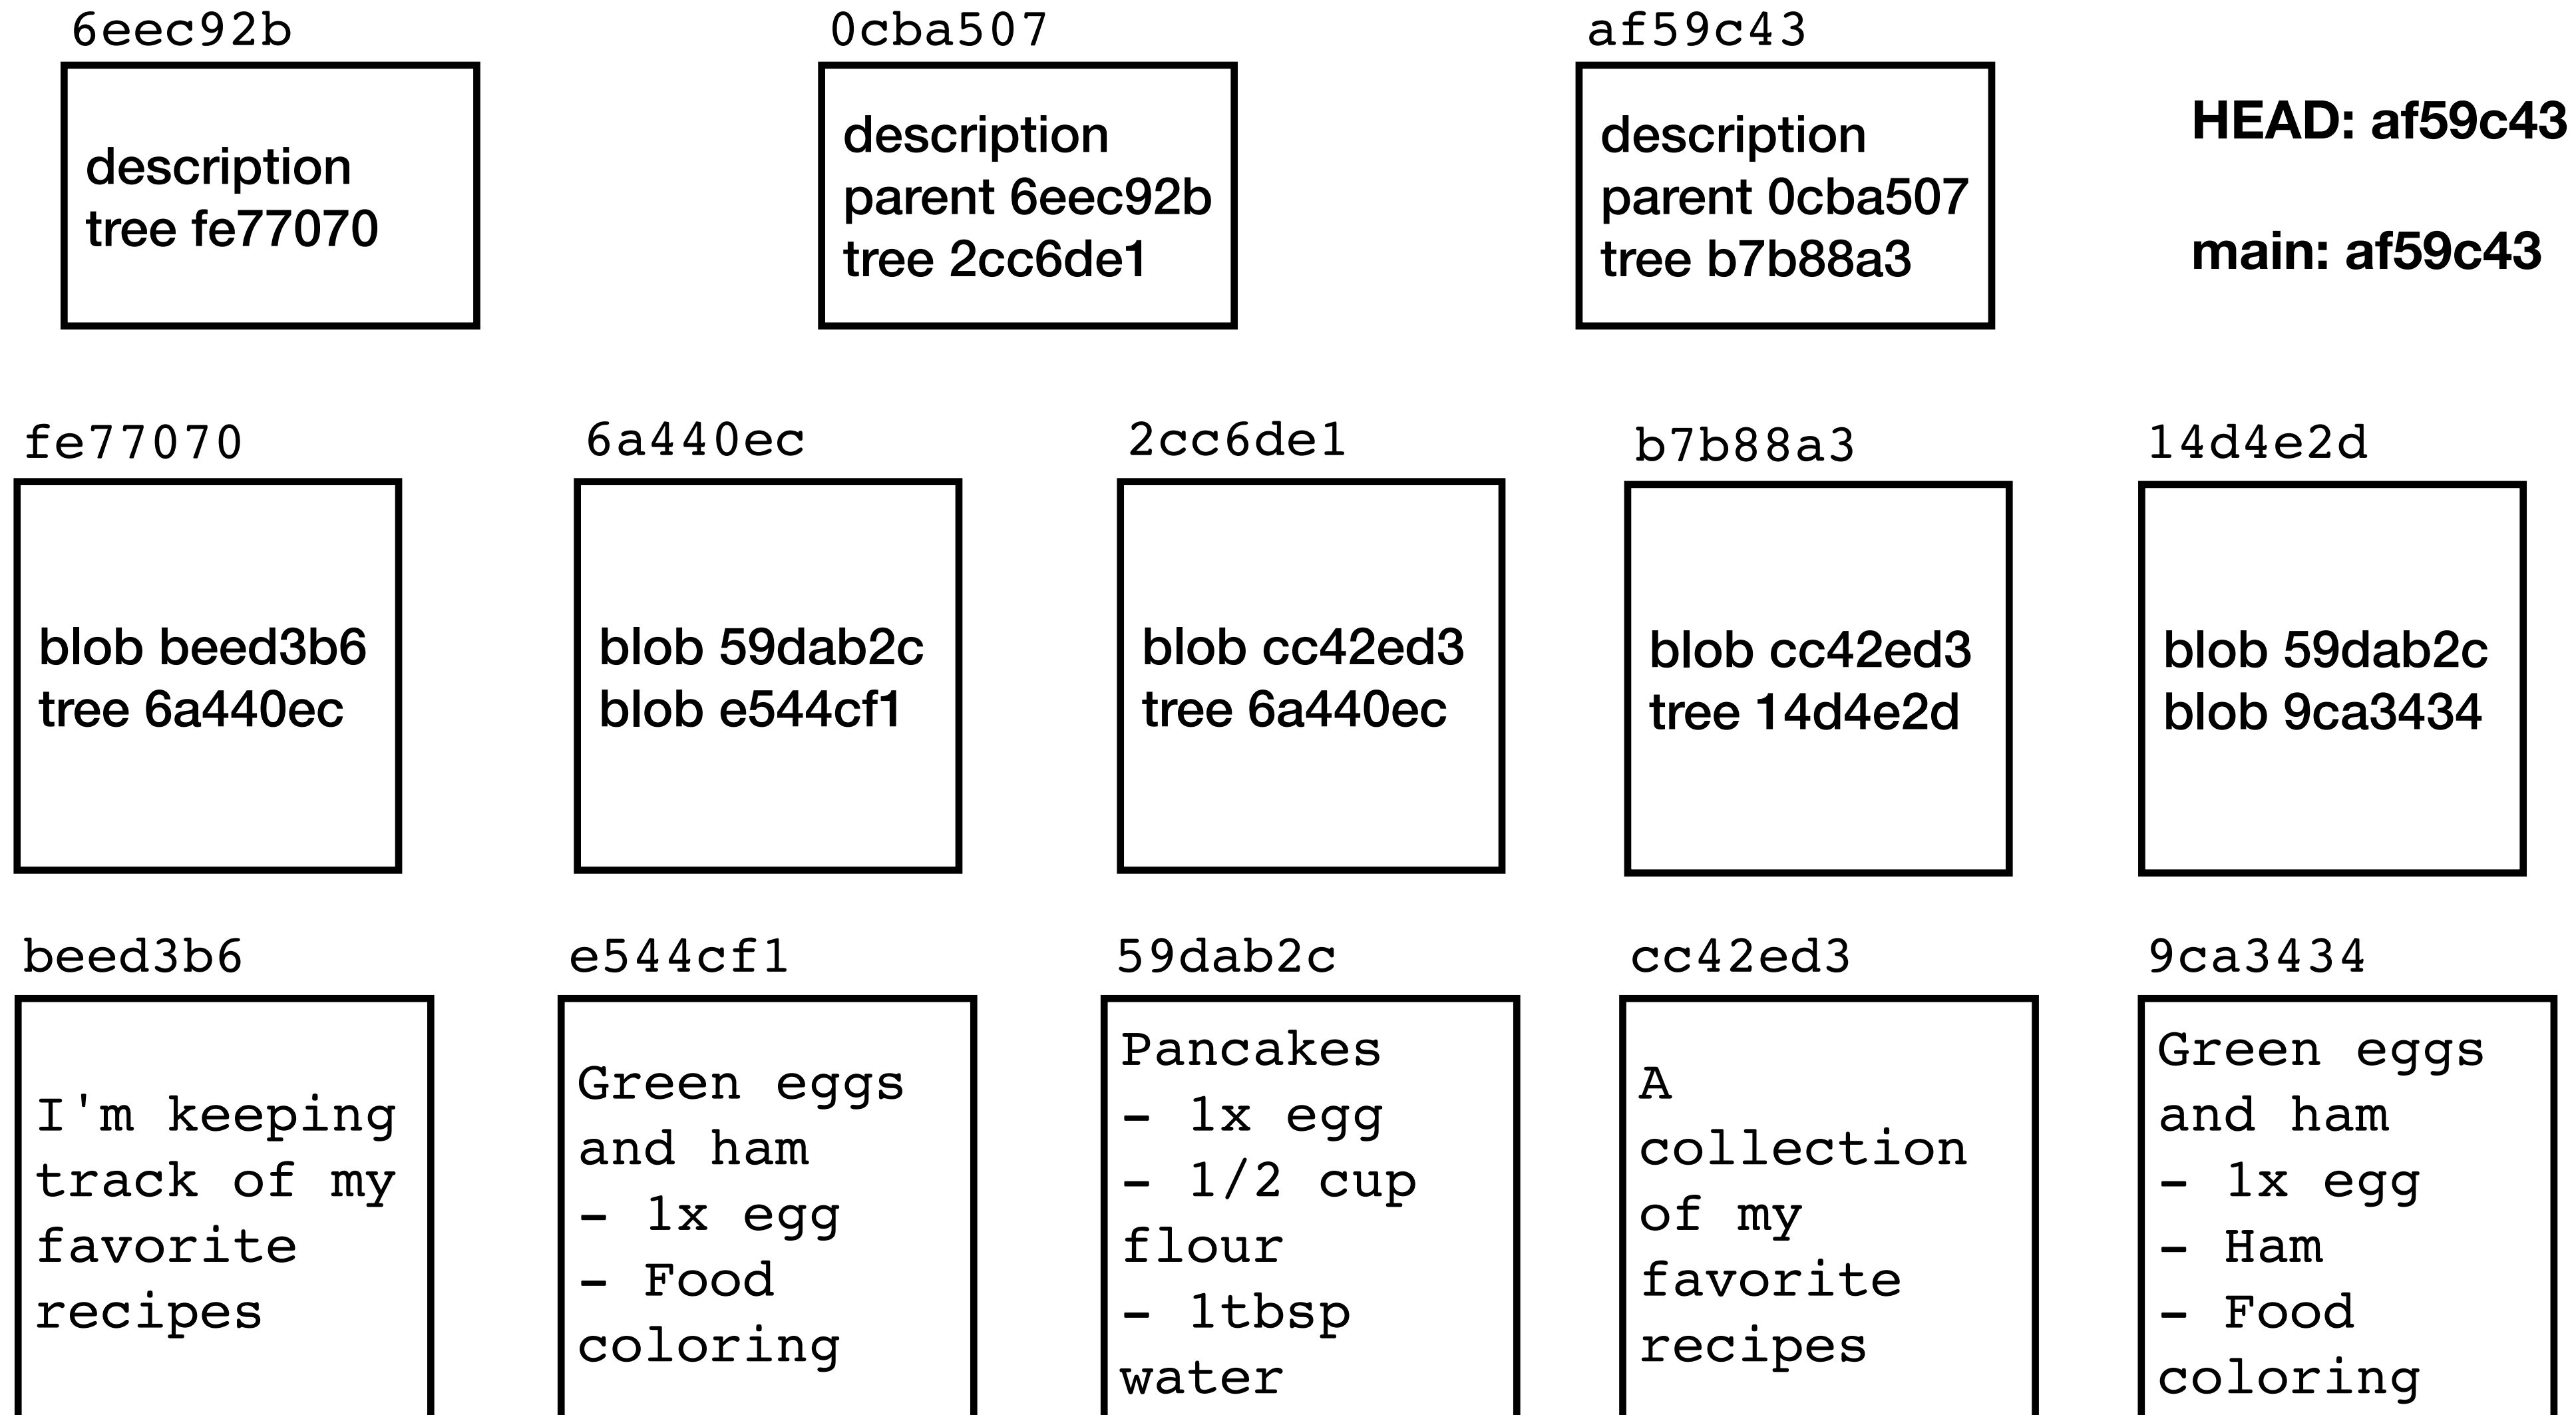 6eec92b
description
tree fe77070
0cba507
description
parent 6eec92b
tree 2cc6de1
af59c43
description
parent 0cba507
tree b7b88a3
HEAD: af59c43
main: af59c43
fe77070
blob beed3b6
tree 6a440ec
6a440ec
blob 59dab2c
blob e544cf1
2cc6de1
blob cc42ed3
tree 6a440ec
b7b88a3
blob cc42ed3
tree 14d4e2d
14d4e2d
blob 59dab2c
blob 9ca3434
beed3b6
I'm keeping
track of my
favorite
recipes
e544cf1
Green eggs
and ham
- 1x egg
- Food
coloring
59dab2c
Pancakes
- 1x egg
- 1/2 cup
flour
- 1tbsp
water
cc42ed3
A
collection
of my
favorite
recipes
9ca3434
Green eggs
and ham
- 1x egg
- Ham
- Food
coloring